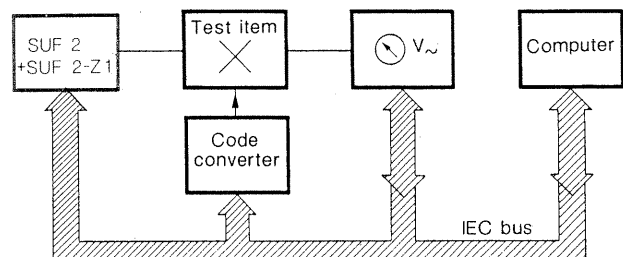 SUF 2
+SUF 2-Z1
Test item
V~
Computer
Code
converter
IEC bus